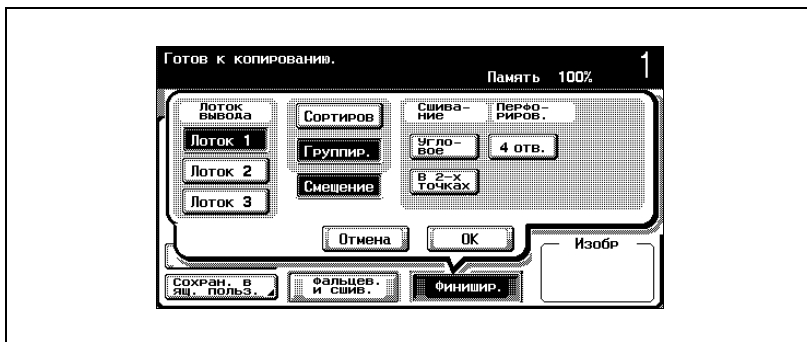 Готов к копированию.
Память 100%
1
Лоток
вывода
Лоток 1
Лоток 2
Лоток 3
Сортиров
Группир.
Смещение
Сшива-
ние
Угло-
вое
В 2-х
точках
Перфо-
риров.
4 отв.
Отмена
OK
Изобр
Сохран. в
ящ. польз.
Фальцев.
и сшив.
Финишир.